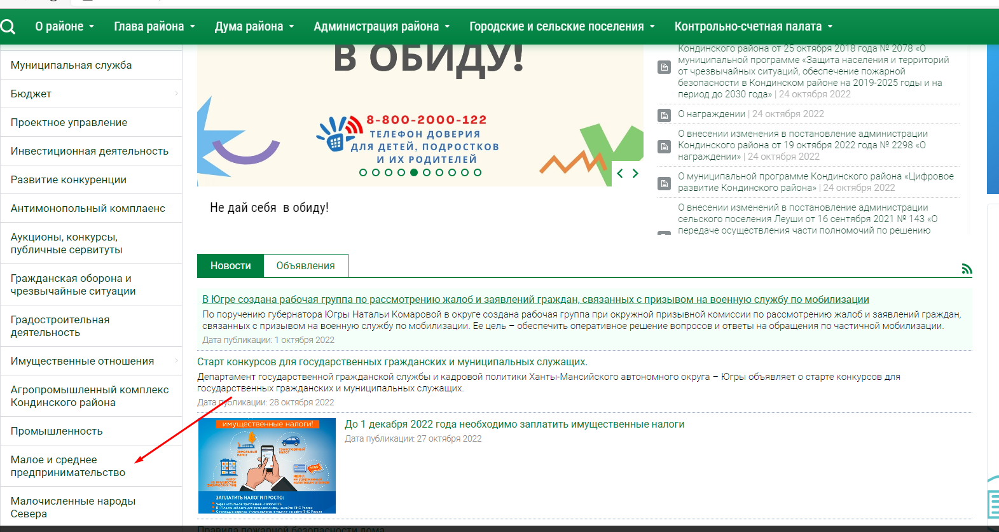 О районе
Глава района
Дума района
Администрация района
Городские и сельские поселения
Контрольно-счетная палата
Муниципальная служба
Бюджет
Проектное управление
Инвестиционная деятельность
Развитие конкуренции
Антимонопольный комплаенс
Аукционы, конкурсы,
публичные сервитуты
Гражданская оборона и
чрезвычайные ситуации
Градостроительная
деятельность
Имущественные отношения
Агропромышленный комплекс
Кондинского района
Промышленность
Малое и среднее
предпринимательство
Малочисленные народы
Севера
В ОБИДУ!
8-800-2000-122
ТЕЛЕФОН ДОВЕРИЯ
ДЛЯ ДЕТЕЙ, ПОДРОСТКОВ
И ИХ РОДИТЕЛЕЙ
Не дай себя в обиду!
Кондинского района от 25 октября 2018 года № 2078 «О
муниципальной программе «Защита населения и территорий
от чрезвычайных ситуаций, обеспечение пожарной
безопасности в Кондинском районе на 2019-2025 годы и на
период до 2030 года» | 24 октября 2022
О награждении | 24 октября 2022
О внесении изменения в постановление администрации
Кондинского района от 19 октября 2022 года № 2298 «О
награждении» | 24 октября 2022
О муниципальной программе Кондинского района «Цифровое
развитие Кондинского района» | 24 октября 2022
О внесении изменений в постановление администрации
сельского поселения Леуши от 16 сентября 2021 № 143 «О
передаче осуществления части полномочий по решению
Новости
Объявления
В Югре создана рабочая группа по рассмотрению жалоб и заявлений граждан, связанных с призывом на военную службу по мобилизации
По поручению губернатора Югры Натальи Комаровой в округе создана рабочая группа при окружной призывной комиссии по рассмотрению жалоб и заявлений граждан,
связанных с призывом на военную службу по мобилизации. Ее цель – обеспечить оперативное решение вопросов и ответы на обращения по частичной мобилизации.
Дата публикации: 1 октября 2022
Старт конкурсов для государственных гражданских и муниципальных служащих.
Департамент государственной гражданской службы и кадровой политики Ханты-Мансийского автономного округа – Югры объявляет о старте конкурсов для
государственных гражданских и муниципальных служащих.
Дата публикации: 28 октября 2022
имущественные налоги!
земельный
налог
транспортный
налог
налог
на имущество
физических лиц
НДФЛ,
не удержанный
налоговым агентом
ЗАПЛАТИТЬ НАЛОГИ ПРОСТО:
До 1 декабря 2022 года необходимо заплатить имущественные налоги
Дата публикации: 27 октября 2022
Правила пожарной безопасности дома